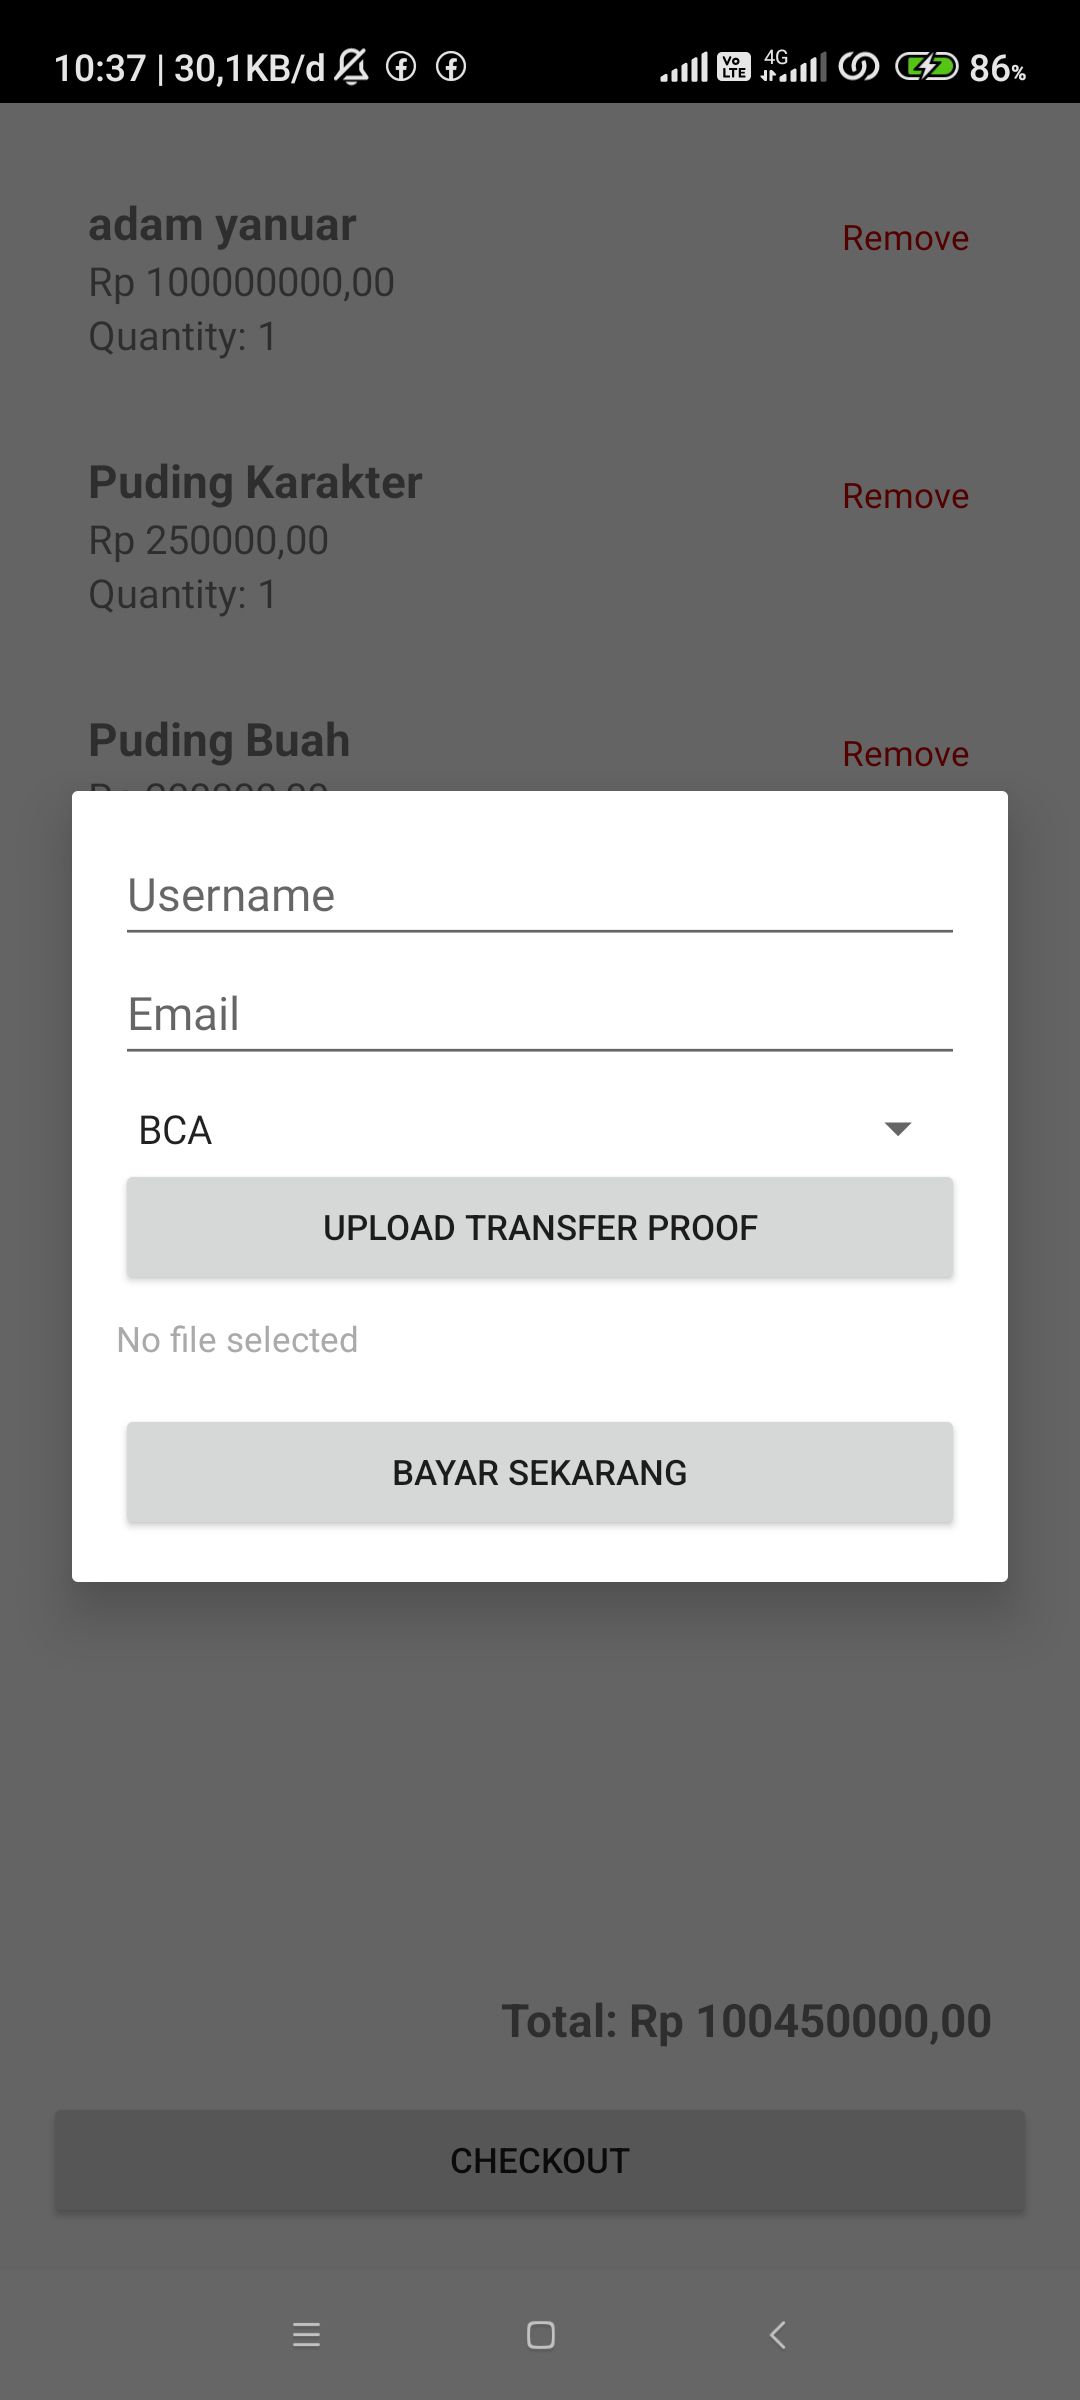 10:37 | 30,1KB/d
Vo LTE 4G 86%
adam yanuar
Remove
Rp 100000000,00
Quantity: 1
Puding Karakter
Remove
Rp 250000,00
Quantity: 1
Puding Buah
Remove
Username
Email
BCA
UPLOAD TRANSFER PROOF
No file selected
BAYAR SEKARANG
Total: Rp 100450000,00
CHECKOUT